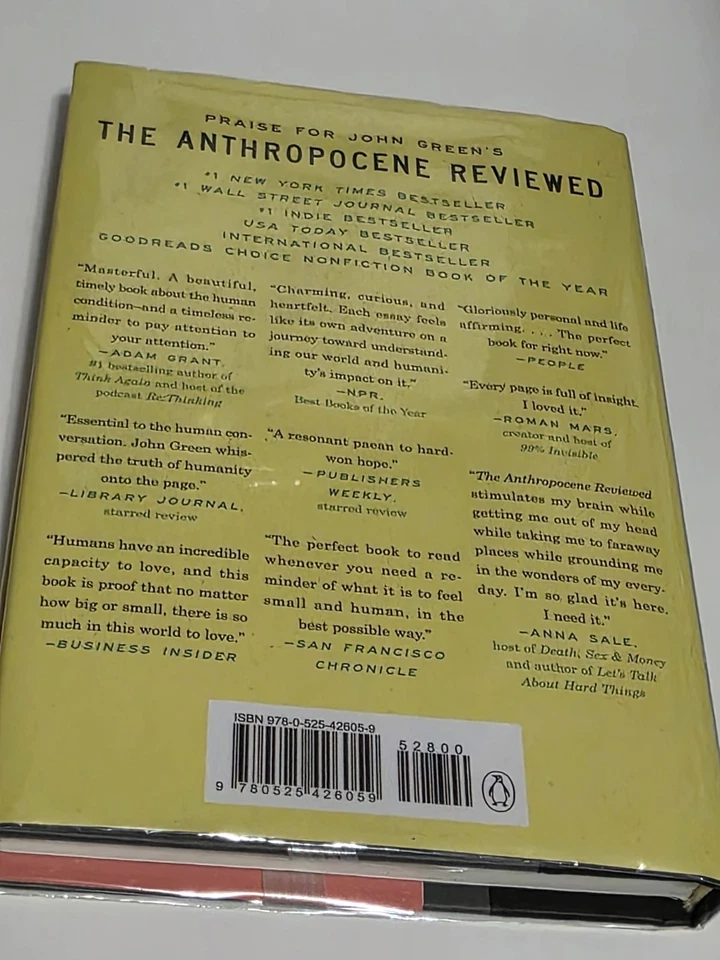 PRAISE FOR JOHN GREEN'S
THE ANTHROPOCENE REVIEWED
#1 NEW YORK TIMES BESTSELLER
#1 WALL STREET JOURNAL BESTSELLER
#1 INDIE BESTSELLER
USA TODAY BESTSELLER
INTERNATIONAL BESTSELLER
GOODREADS CHOICE NONFICTION BOOK OF THE YEAR
"Masterful. A beautiful,
timely book about the human
condition—and a timeless re-
minder to pay attention to
your attention."
—ADAM GRANT,
#1 bestselling author of
Think Again and host of the
podcast Re:Thinking
"Essential to the human con-
versation. John Green whis-
pered the truth of humanity
onto the page."
—LIBRARY JOURNAL,
starred review
"Humans have an incredible
capacity to love, and this
book is proof that no matter
how big or small, there is so
much in this world to love."
—BUSINESS INSIDER
"Charming, curious, and
heartfelt. Each essay feels
like its own adventure on a
journey toward understand-
ing our world and humani-
ty's impact on it."
—NPR,
Best Books of the Year
"A resonant paean to hard-
won hope."
—PUBLISHERS
WEEKLY,
starred review
"The perfect book to read
whenever you need a re-
minder of what it is to feel
small and human, in the
best possible way."
—SAN FRANCISCO
CHRONICLE
"Gloriously personal and life
affirming. . . . The perfect
book for right now."
—PEOPLE
"Every page is full of insight.
I loved it."
—ROMAN MARS,
creator and host of
99% Invisible
"The Anthropocene Reviewed
stimulates my brain while
getting me out of my head
while taking me to faraway
places while grounding me
in the wonders of my every-
day. I'm so glad it's here.
I need it."
—ANNA SALE,
host of Death, Sex & Money
and author of Let's Talk
About Hard Things
ISBN 978-0-525-42605-9
52800
9 780525 426059